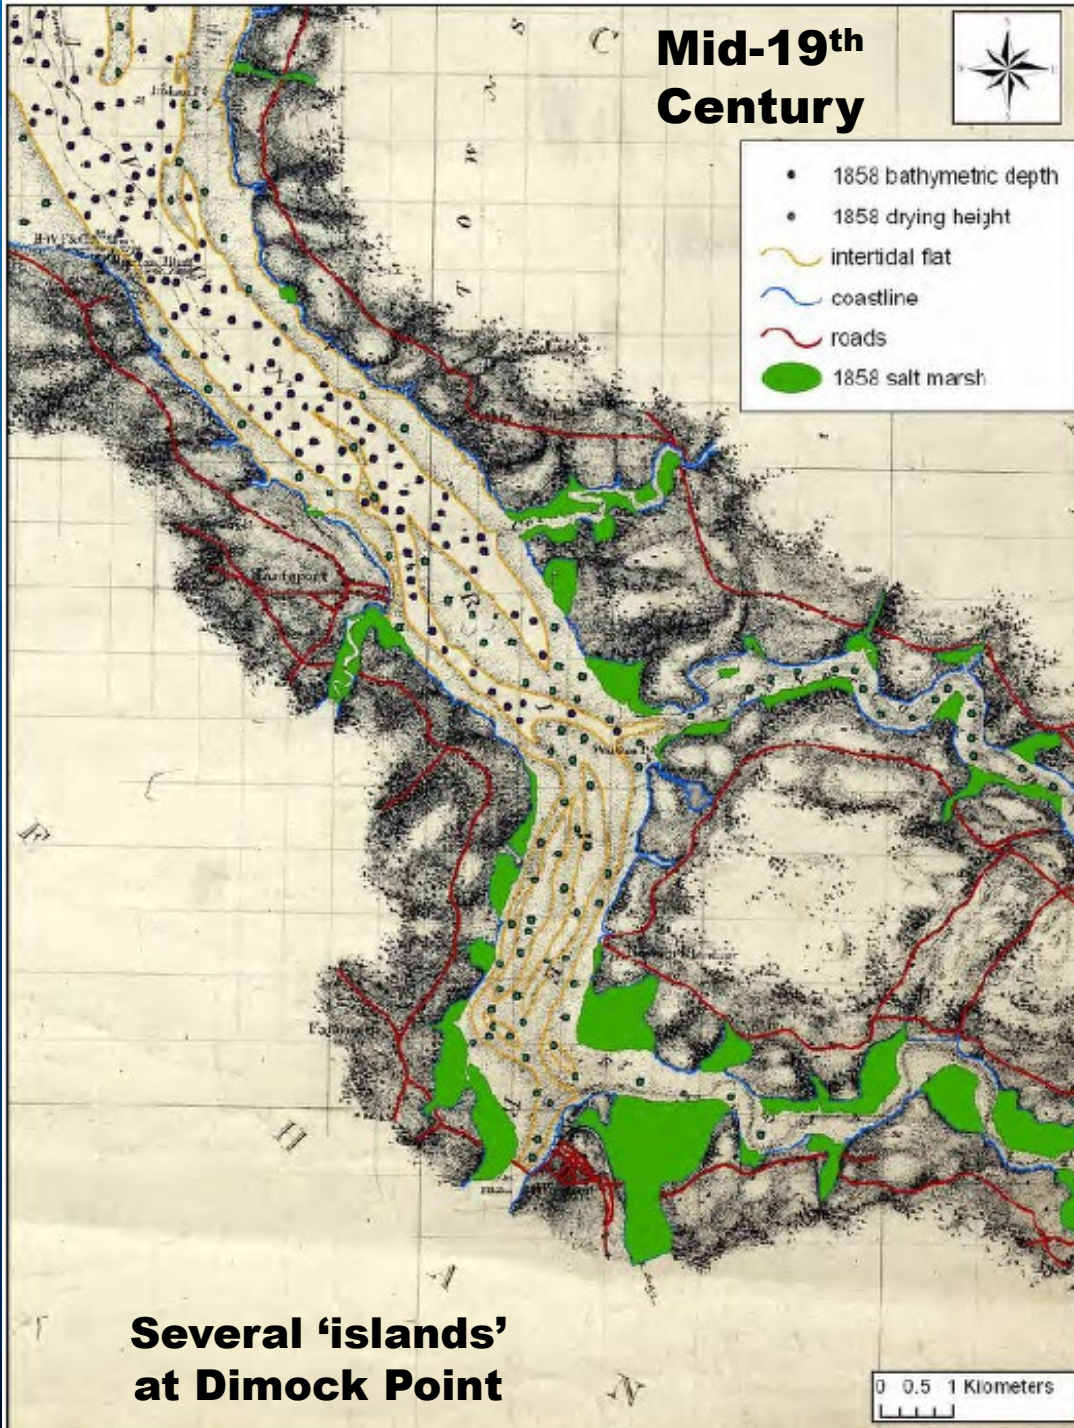 Mid-19th
Century
1858 bathymetric depth
1858 drying height
intertidal flat
coastline
roads
1858 salt marsh
S
C
W
O
T
R
H
A
N
Several ‘islands’
at Dimock Point
0 0.5 1 Kilometers